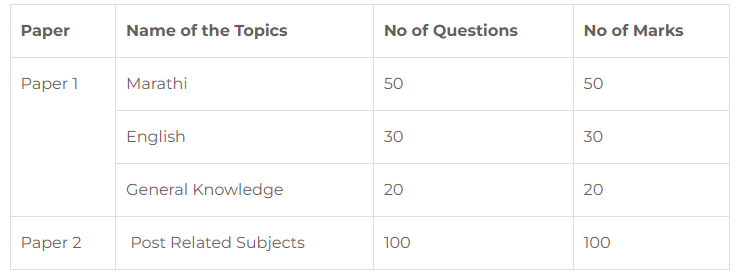 Paper Name of the Topics No of Questions No of Marks
Paper 1 Marathi 50 50
English 30 30
General Knowledge 20 20
Paper 2 Post Related Subjects 100 100